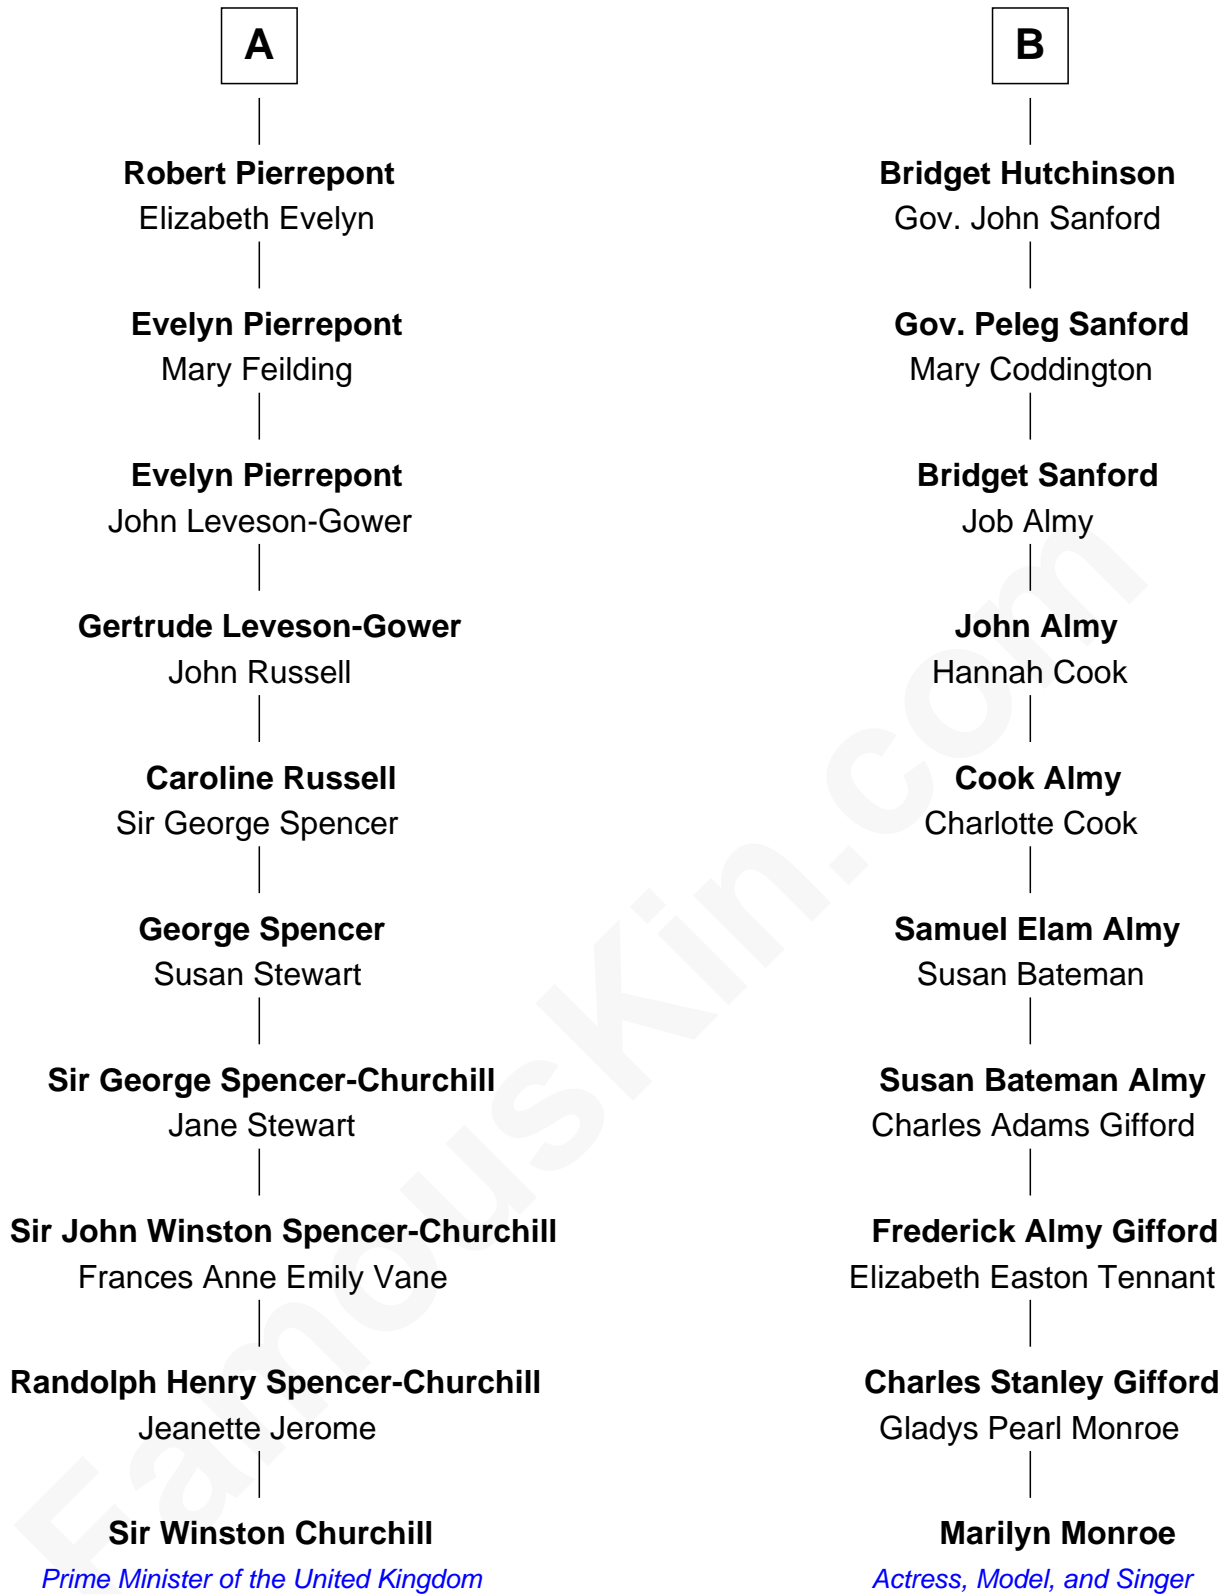 A
Robert Pierrepont
Elizabeth Evelyn
Evelyn Pierrepont
Mary Feilding
Evelyn Pierrepont
John Leveson-Gower
Gertrude Leveson-Gower
John Russell
Caroline Russell
Sir George Spencer
George Spencer
Susan Stewart
Sir George Spencer-Churchill
Jane Stewart
Sir John Winston Spencer-Churchill
Frances Anne Emily Vane
Randolph Henry Spencer-Churchill
Jeanette Jerome
Sir Winston Churchill
Prime Minister of the United Kingdom
B
Bridget Hutchinson
Gov. John Sanford
Gov. Peleg Sanford
Mary Coddington
Bridget Sanford
Job Almy
John Almy
Hannah Cook
Cook Almy
Charlotte Cook
Samuel Elam Almy
Susan Bateman
Susan Bateman Almy
Charles Adams Gifford
Frederick Almy Gifford
Elizabeth Easton Tennant
Charles Stanley Gifford
Gladys Pearl Monroe
Marilyn Monroe
Actress, Model, and Singer
FamousKin.com